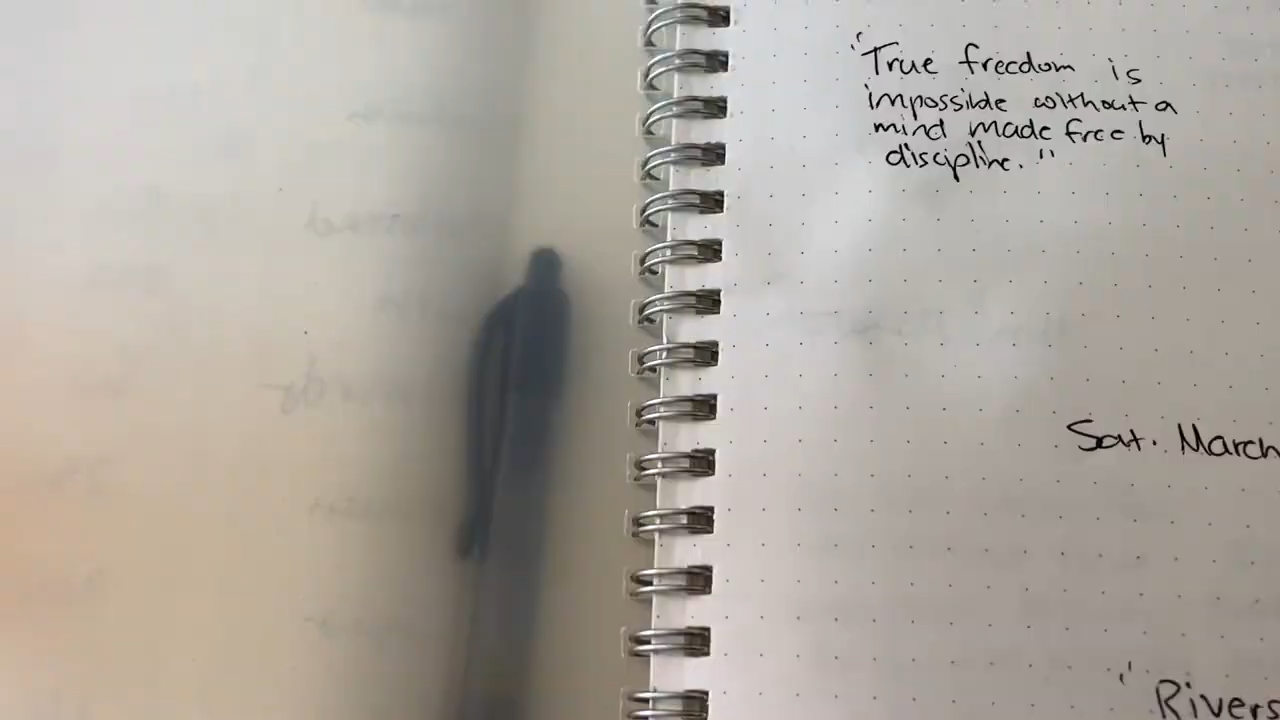 "True freedom is
impossible without a
mind made free by
discipline."
Sat. March
"Rivers